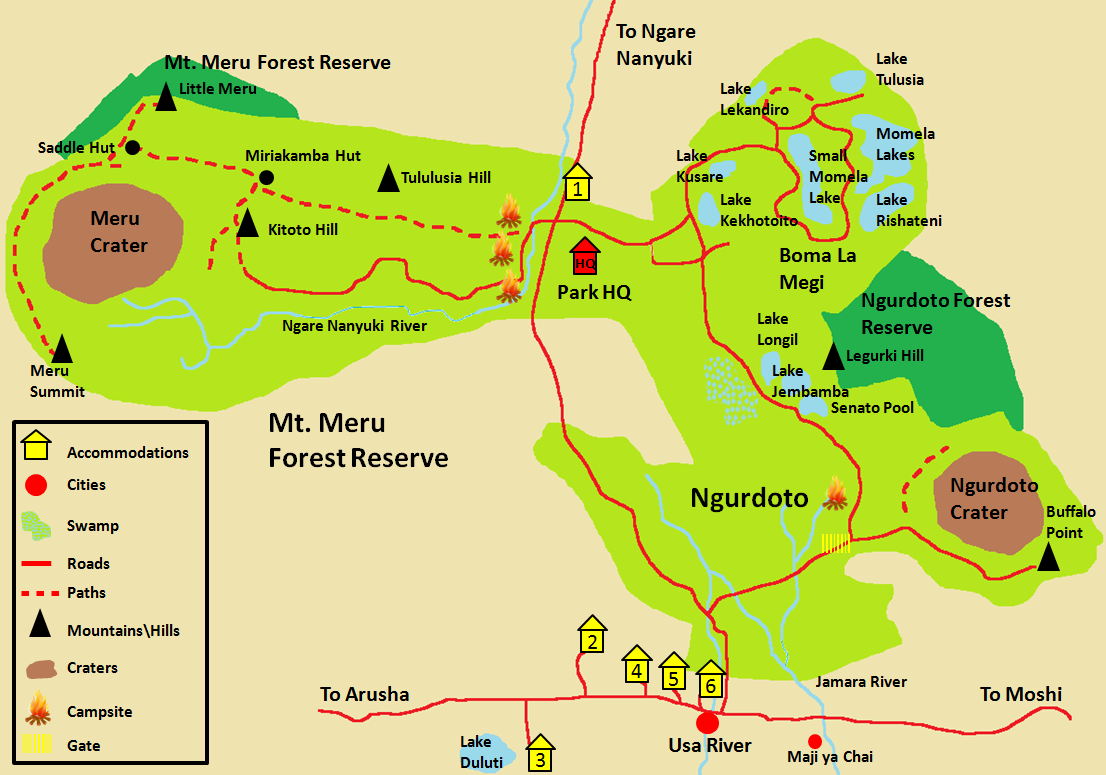 To Ngare
Nanyuki
Mt. Meru Forest Reserve
Little Meru
Saddle Hut
Miriakamba Hut
Tululusia Hill
Meru
Crater
Kitoto Hill
1
HQ
Park HQ
Ngare Nanyuki River
Meru
Summit
Lake
Tulusia
Lake
Lekandiro
Momela
Lakes
Lake
Kusare
Small
Momela
Lake
Lake
Kekhotoito
Lake
Rishateni
Boma La
Megi
Ngurdoto Forest
Reserve
Lake
Longil
Legurki Hill
Lake
Jembamba
Senato Pool
Mt. Meru
Forest Reserve
Ngurdoto
Ngurdoto
Crater
Buffalo
Point
Accommodations
Cities
Swamp
Roads
Paths
Mountains\Hills
Craters
Campsite
Gate
2
4
5
6
3
To Arusha
Jamara River
To Moshi
Lake
Duluti
Usa River
Maji ya Chai